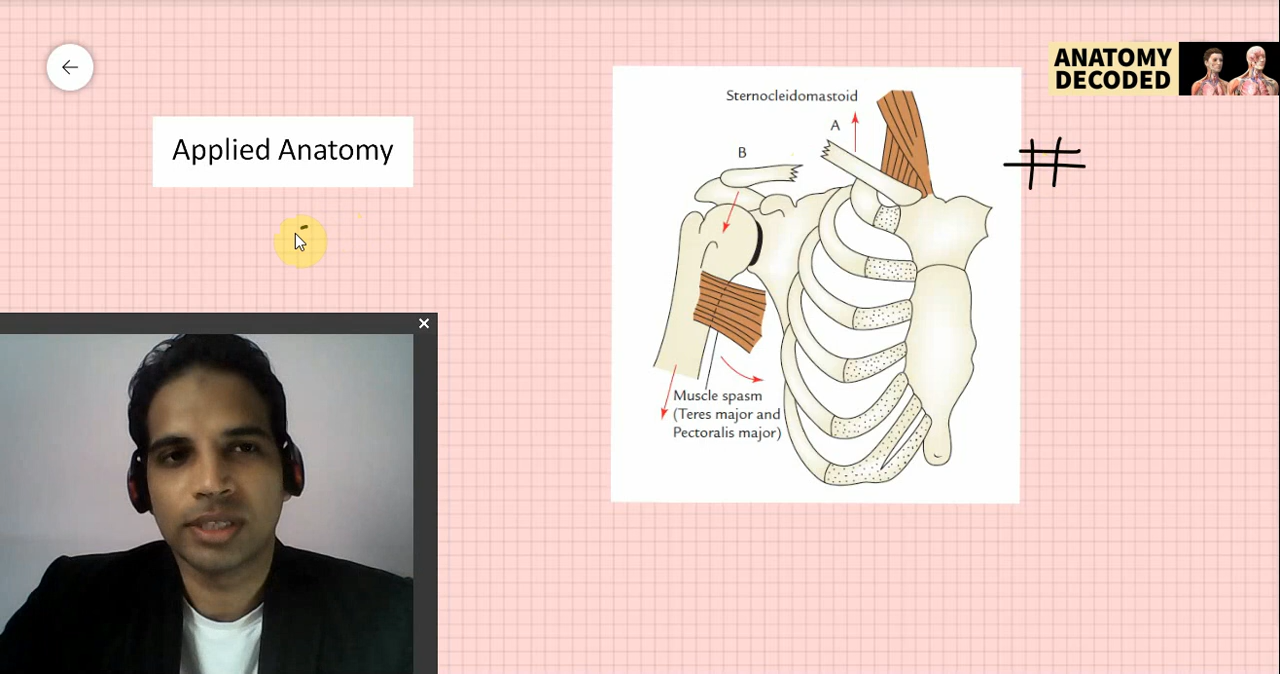 ANATOMY
DECODED
Applied Anatomy
Sternocleidomastoid
A
B
Muscle spasm
(Teres major and
Pectoralis major)
#